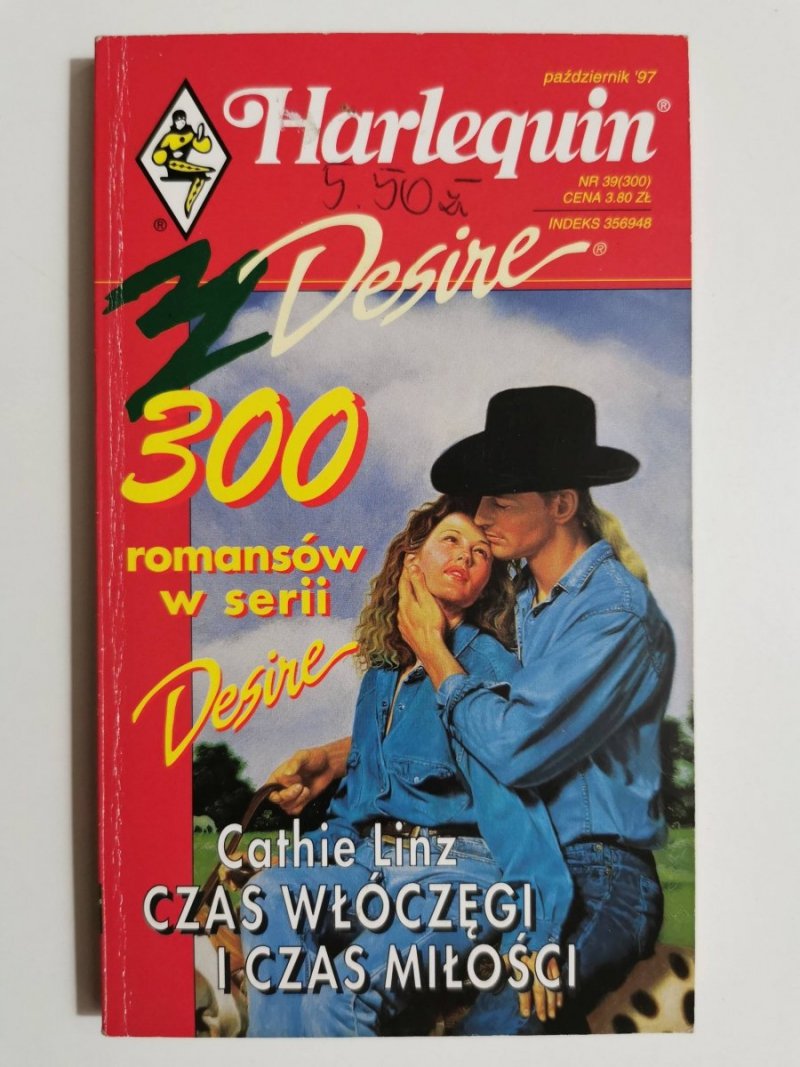 październik '97
Harlequin®
NR 39(300)
CENA 3.80 ZŁ
INDEKS 356948
5.50 zł
®
Desire®
300
romansów
w serii
Desire
Cathie Linz
CZAS WŁÓCZĘGI
I CZAS MIŁOŚCI